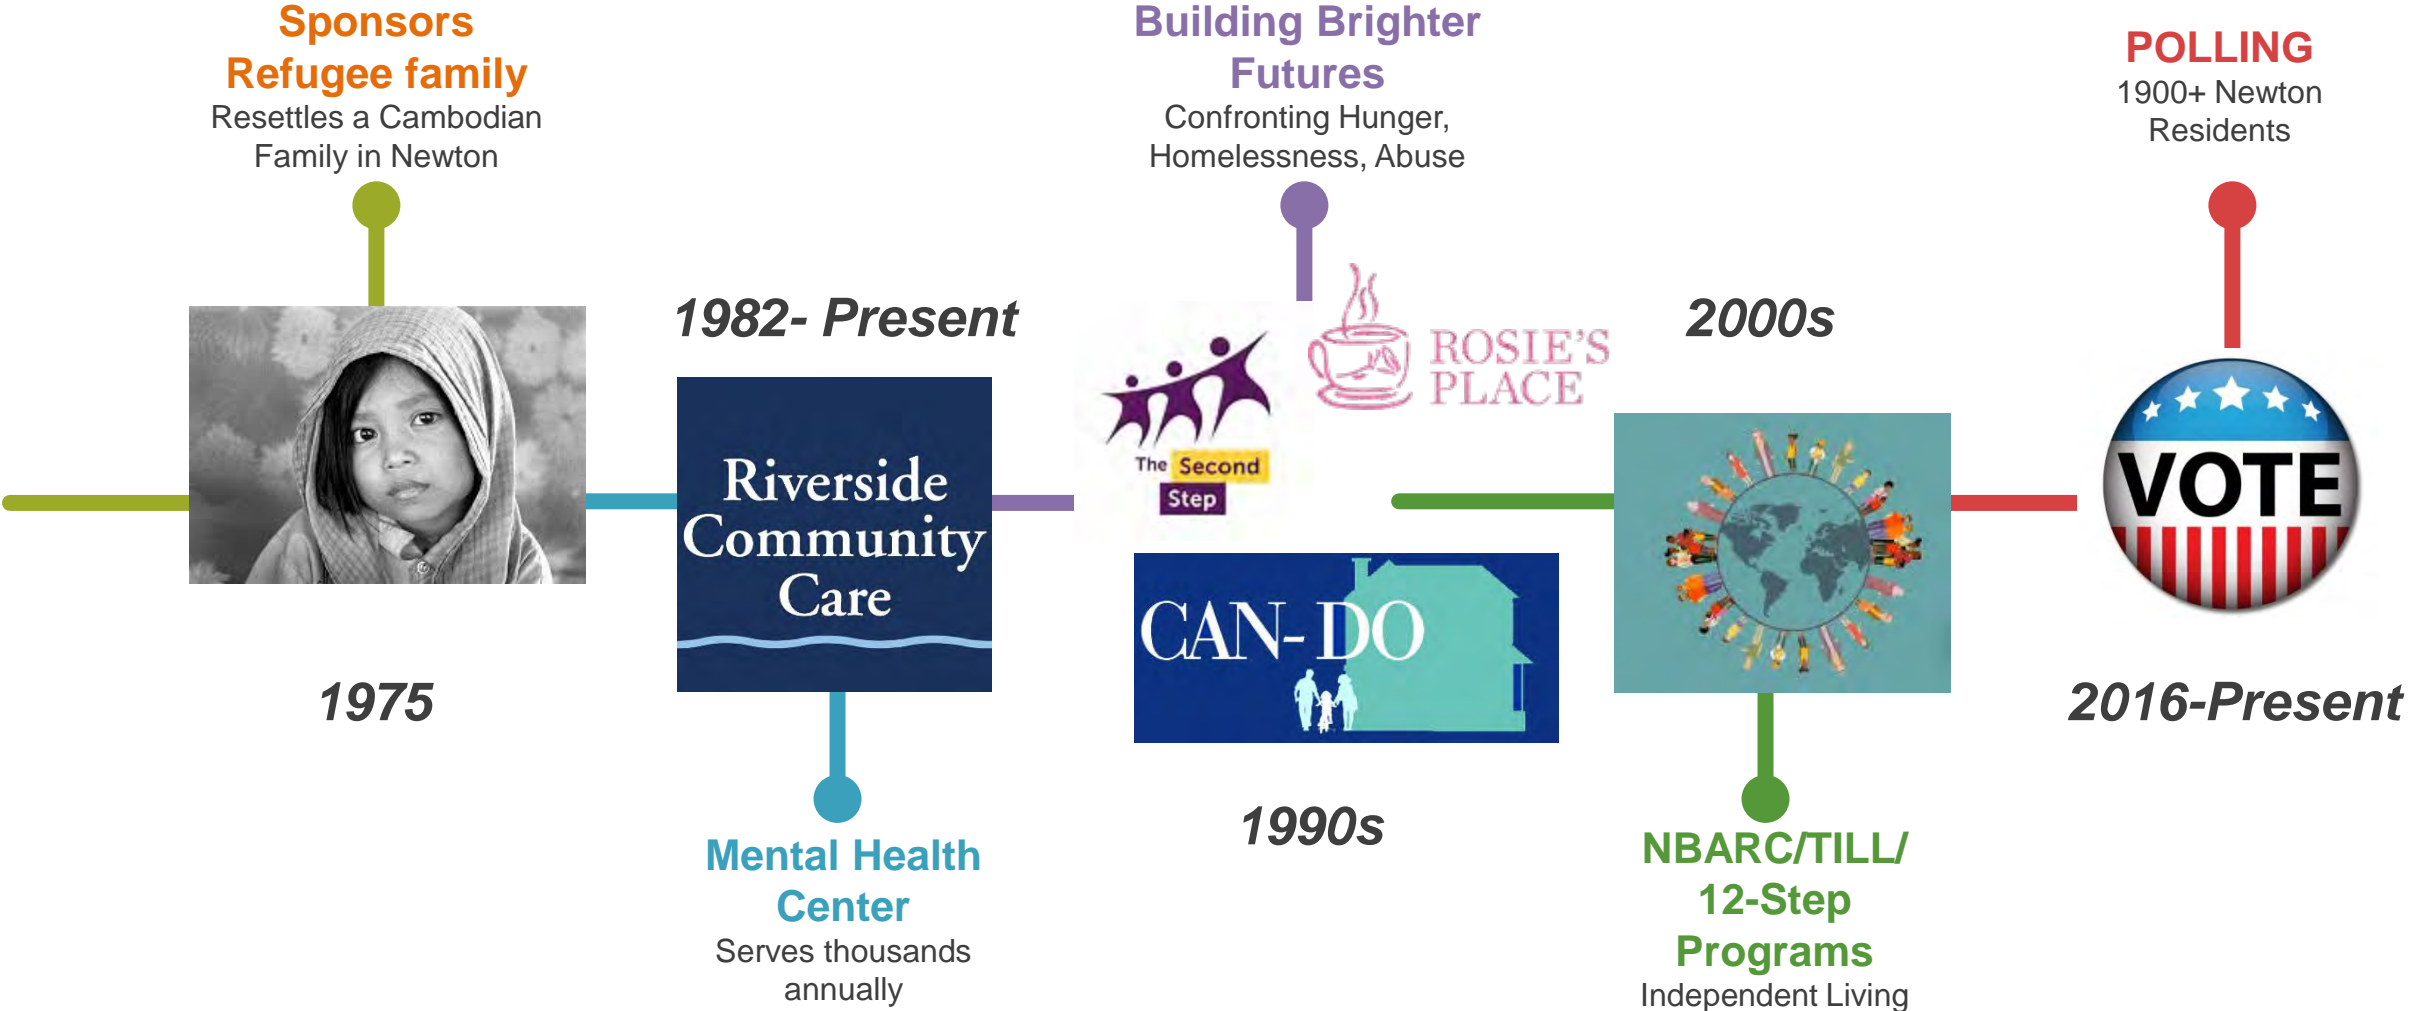 Sponsors
Refugee family
Resettles a Cambodian
Family in Newton
1975
1982- Present
Riverside
Community
Care
Mental Health
Center
Serves thousands
annually
Building Brighter
Futures
Confronting Hunger,
Homelessness, Abuse
The Second
Step
ROSIE'S
PLACE
CAN-DO
1990s
2000s
NBARC/TILL/
12-Step
Programs
Independent Living
POLLING
1900+ Newton
Residents
VOTE
2016-Present